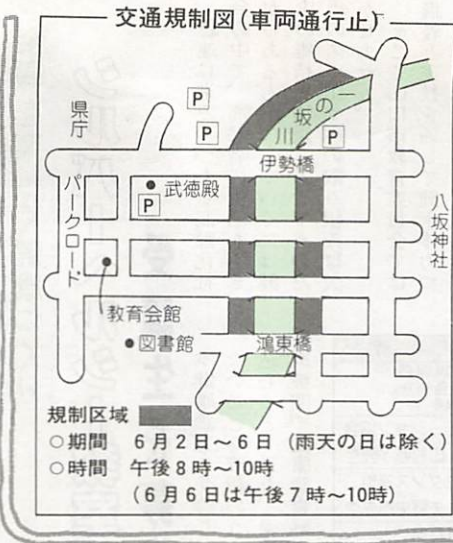 交通規制図(車両通行止)
県庁
パークロード
P
P
P
一の坂川
伊勢橋
武徳殿
P
八坂神社
教育会館
図書館
鴻東橋
規制区域
○期間 6月2日～6日 (雨天の日は除く)
○時間 午後8時～10時
(6月6日は午後7時～10時)